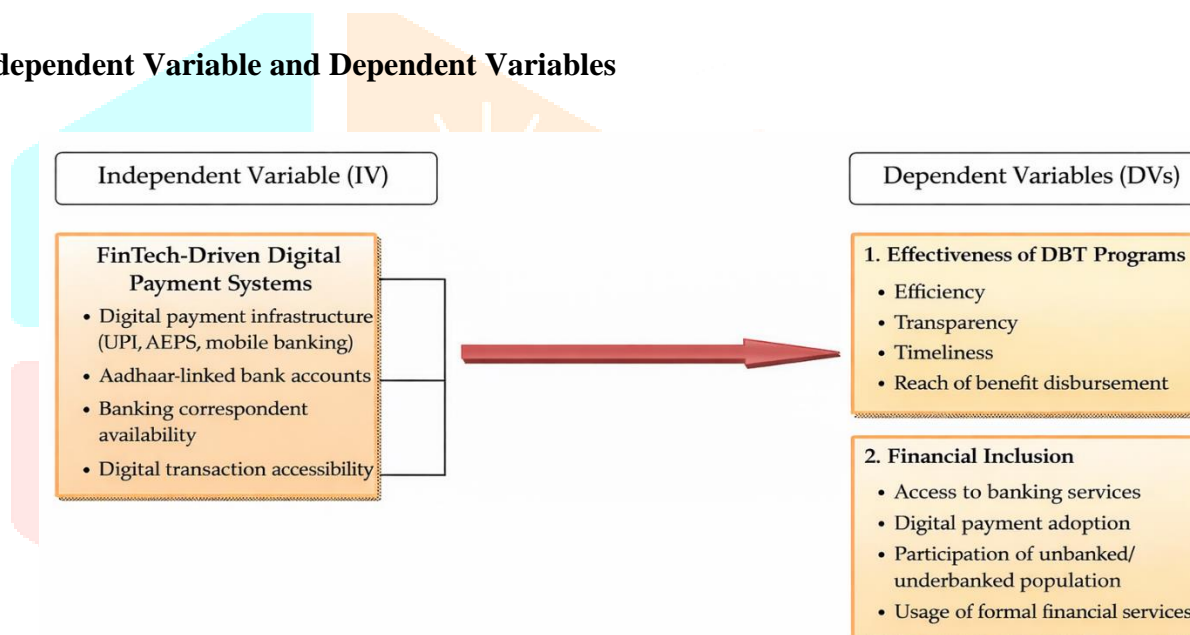 dependent Variable and Dependent Variables
Independent Variable (IV)
FinTech-Driven Digital
Payment Systems
• Digital payment infrastructure
(UPI, AEPS, mobile banking)
• Aadhaar-linked bank accounts
• Banking correspondent
availability
• Digital transaction accessibility
Dependent Variables (DVs)
1. Effectiveness of DBT Programs
• Efficiency
• Transparency
• Timeliness
• Reach of benefit disbursement
2. Financial Inclusion
• Access to banking services
• Digital payment adoption
• Participation of unbanked/
underbanked population
• Usage of formal financial services